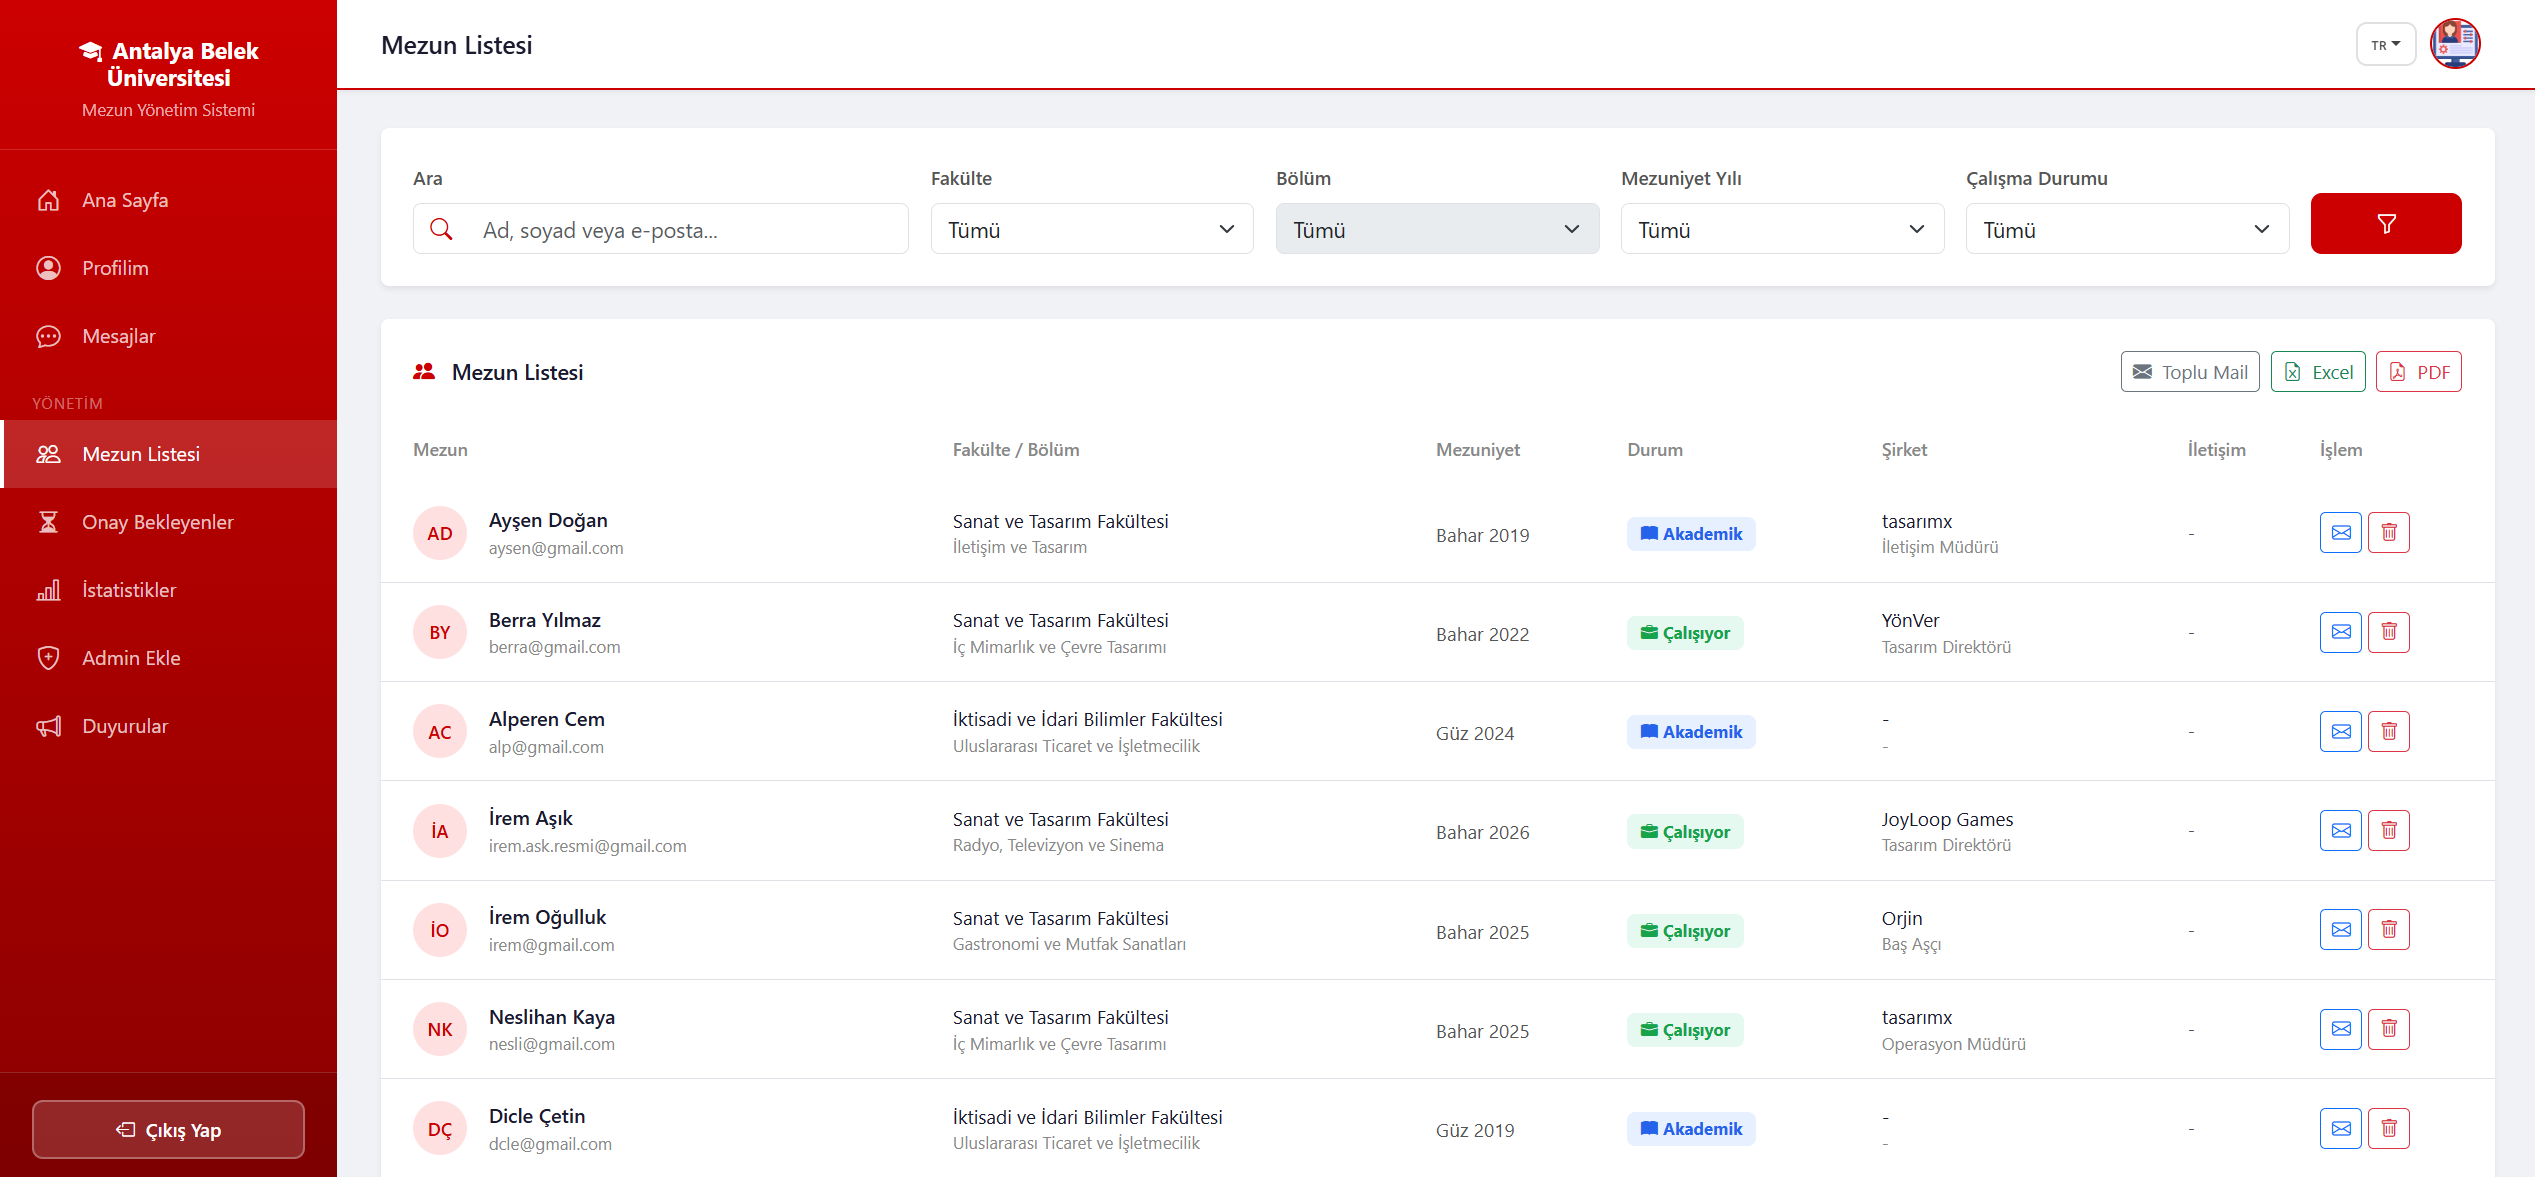 Antalya Belek
Üniversitesi
Mezun Yönetim Sistemi
Ana Sayfa
Profilim
Mesajlar
YÖNETİM
Mezun Listesi
Onay Bekleyenler
İstatistikler
Admin Ekle
Duyurular
Çıkış Yap
Mezun Listesi
TR
Ara
Fakülte
Bölüm
Mezuniyet Yılı
Çalışma Durumu
Ad, soyad veya e-posta...
Tümü
Tümü
Tümü
Tümü
Mezun Listesi
Toplu Mail
Excel
PDF
Mezun Fakülte / Bölüm Mezuniyet Durum Şirket İletişim İşlem
AD Ayşen Doğan Sanat ve Tasarım Fakültesi Bahar 2019 Akademik tasarımx -
aysen@gmail.com İletişim ve Tasarım İletişim Müdürü
BY Berra Yılmaz Sanat ve Tasarım Fakültesi Bahar 2022 Çalışıyor YönVer -
berra@gmail.com İç Mimarlık ve Çevre Tasarımı Tasarım Direktörü
AC Alperen Cem İktisadi ve İdari Bilimler Fakültesi Güz 2024 Akademik - -
alp@gmail.com Uluslararası Ticaret ve İşletmecilik -
İA İrem Aşık Sanat ve Tasarım Fakültesi Bahar 2026 Çalışıyor JoyLoop Games -
irem.ask.resmi@gmail.com Radyo, Televizyon ve Sinema Tasarım Direktörü
İO İrem Oğulluk Sanat ve Tasarım Fakültesi Bahar 2025 Çalışıyor Orjin -
irem@gmail.com Gastronomi ve Mutfak Sanatları Baş Aşçı
NK Neslihan Kaya Sanat ve Tasarım Fakültesi Bahar 2025 Çalışıyor tasarımx -
nesli@gmail.com İç Mimarlık ve Çevre Tasarımı Operasyon Müdürü
DÇ Dicle Çetin İktisadi ve İdari Bilimler Fakültesi Güz 2019 Akademik - -
dcle@gmail.com Uluslararası Ticaret ve İşletmecilik -